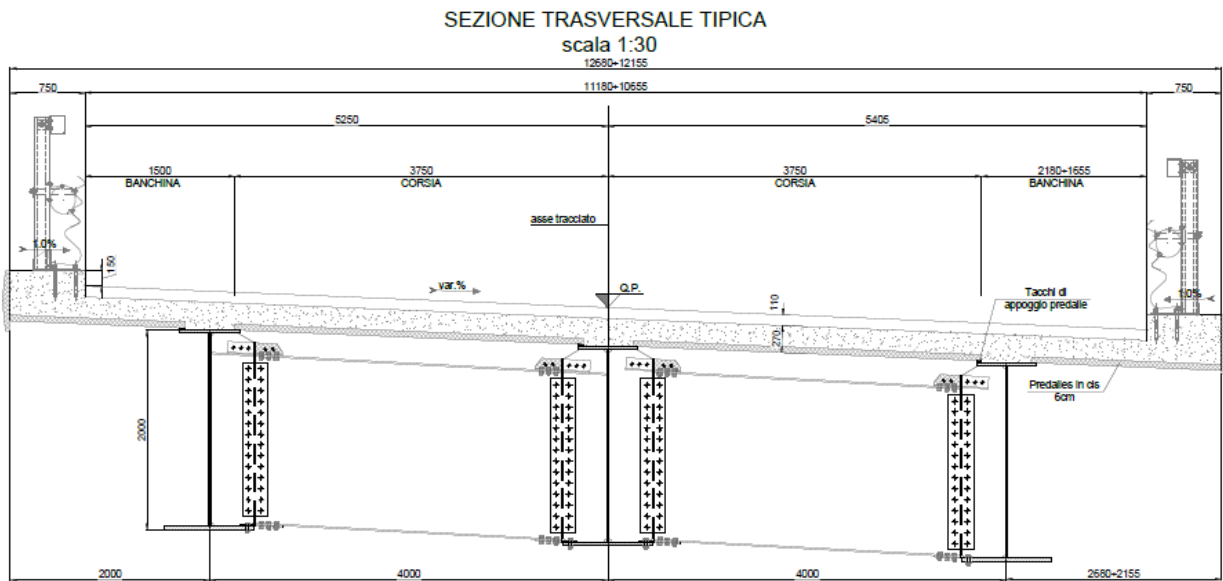 SEZIONE TRASVERSALE TIPICA
scala 1:30
12680÷12155
750
11180÷10655
750
5250
5405
1500
3750
3750
2180÷1655
BANCHINA
CORSIA
CORSIA
BANCHINA
asse tracciato
1.0%
150
var.%
Q.P.
110
270
Tacchi di
appoggio predalle
1.0%
Predalles in cls
6cm
2000
2000
4000
4000
2680÷2155